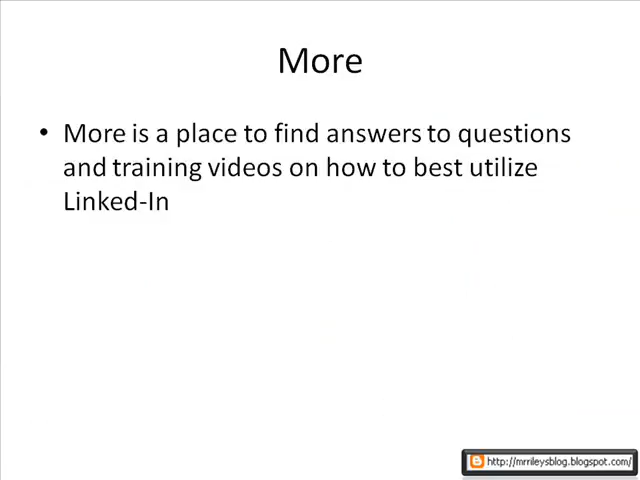 More
• More is a place to find answers to questions
and training videos on how to best utilize
Linked-In
http://mrrileysblog.blogspot.com/